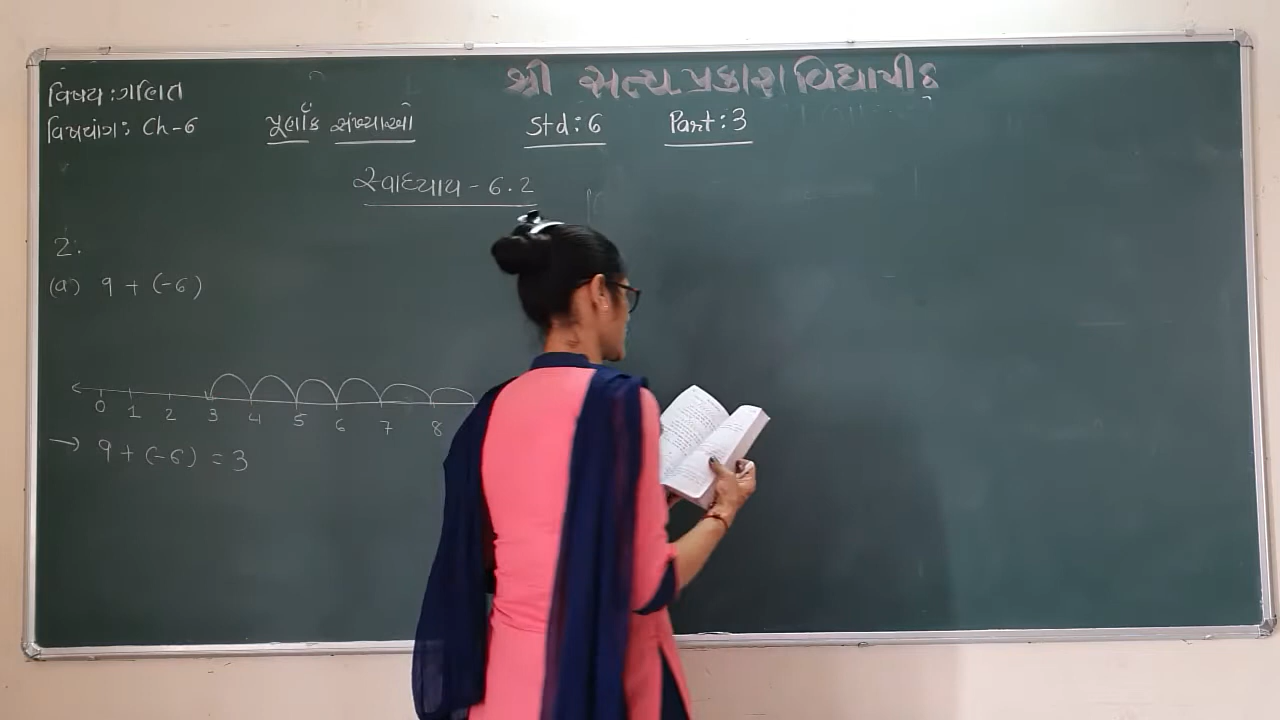 શ્રી સત્ય પ્રકાશ વિદ્યાપીઠ
વિષય : ગણિત
વિષયાંગ : Ch-6 પૂર્ણાંક સંખ્યાઓ Std : 6 Part : 3
સ્વાધ્યાય - 6.2
2.
(a) 9 + (-6)
0 1 2 3 4 5 6 7 8
→ 9 + (-6) = 3